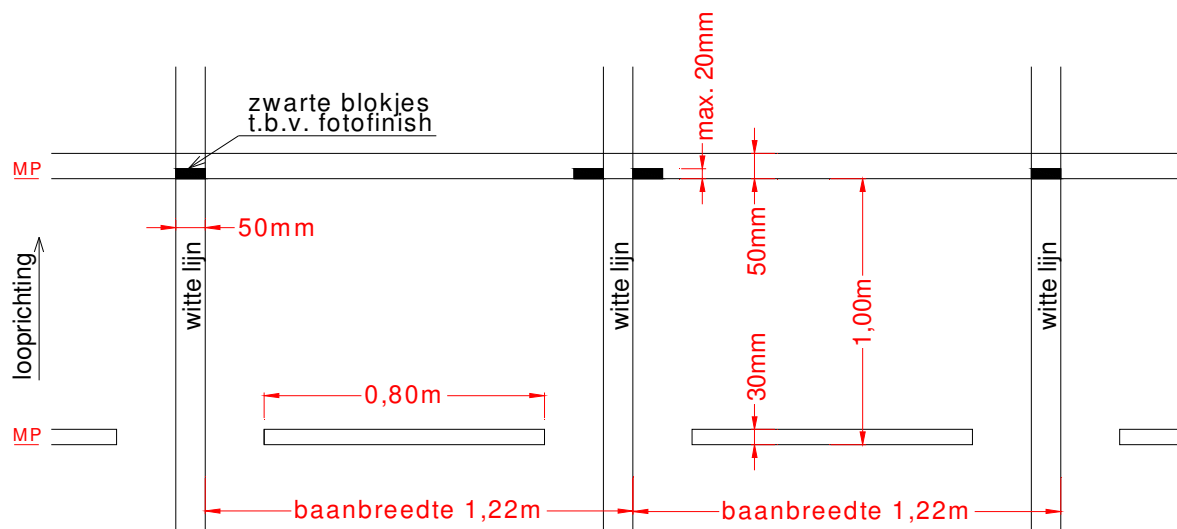 zwarte blokjes
t.b.v. fotofinish
max. 20mm
MP
50mm
50mm
looprichting
witte lijn
witte lijn
witte lijn
1,00m
0,80m
30mm
MP
baanbreedte 1,22m
baanbreedte 1,22m